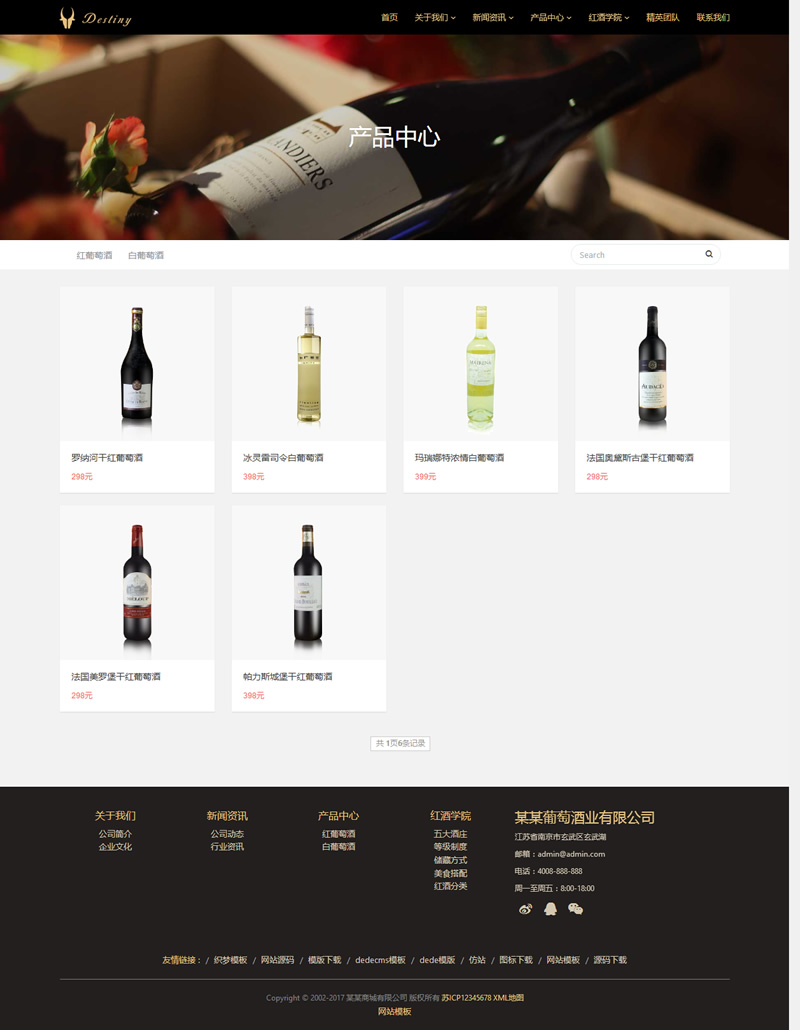 Destiny
首页 关于我们 新闻资讯 产品中心 红酒学院 精英团队 联系我们
LANDIERS
产品中心
红葡萄酒 白葡萄酒 Search
罗纳河干红葡萄酒 冰灵雷司令白葡萄酒 玛瑞娜特浓情白葡萄酒 法国奥黛斯古堡干红葡萄酒
298元 398元 399元 298元
法国美罗堡干红葡萄酒 帕力斯城堡干红葡萄酒
298元 398元
共 1页6条记录
关于我们 新闻资讯 产品中心 红酒学院 某某葡萄酒业有限公司
公司简介 公司动态 红葡萄酒 五大酒庄 江苏省南京市玄武区玄武湖
企业文化 行业资讯 白葡萄酒 等级制度
储藏方式 邮箱：admin@admin.com
美食搭配 电话：4008-888-888
红酒分类 周一至周五：8:00-18:00
友情链接： / 织梦模板 / 网站源码 / 模版下载 / dedecms模板 / dede模版 / 仿站 / 图标下载 / 网站模板 / 源码下载
Copyright © 2002-2017 某某商城有限公司 版权所有 苏ICP12345678 XML地图
网站模板